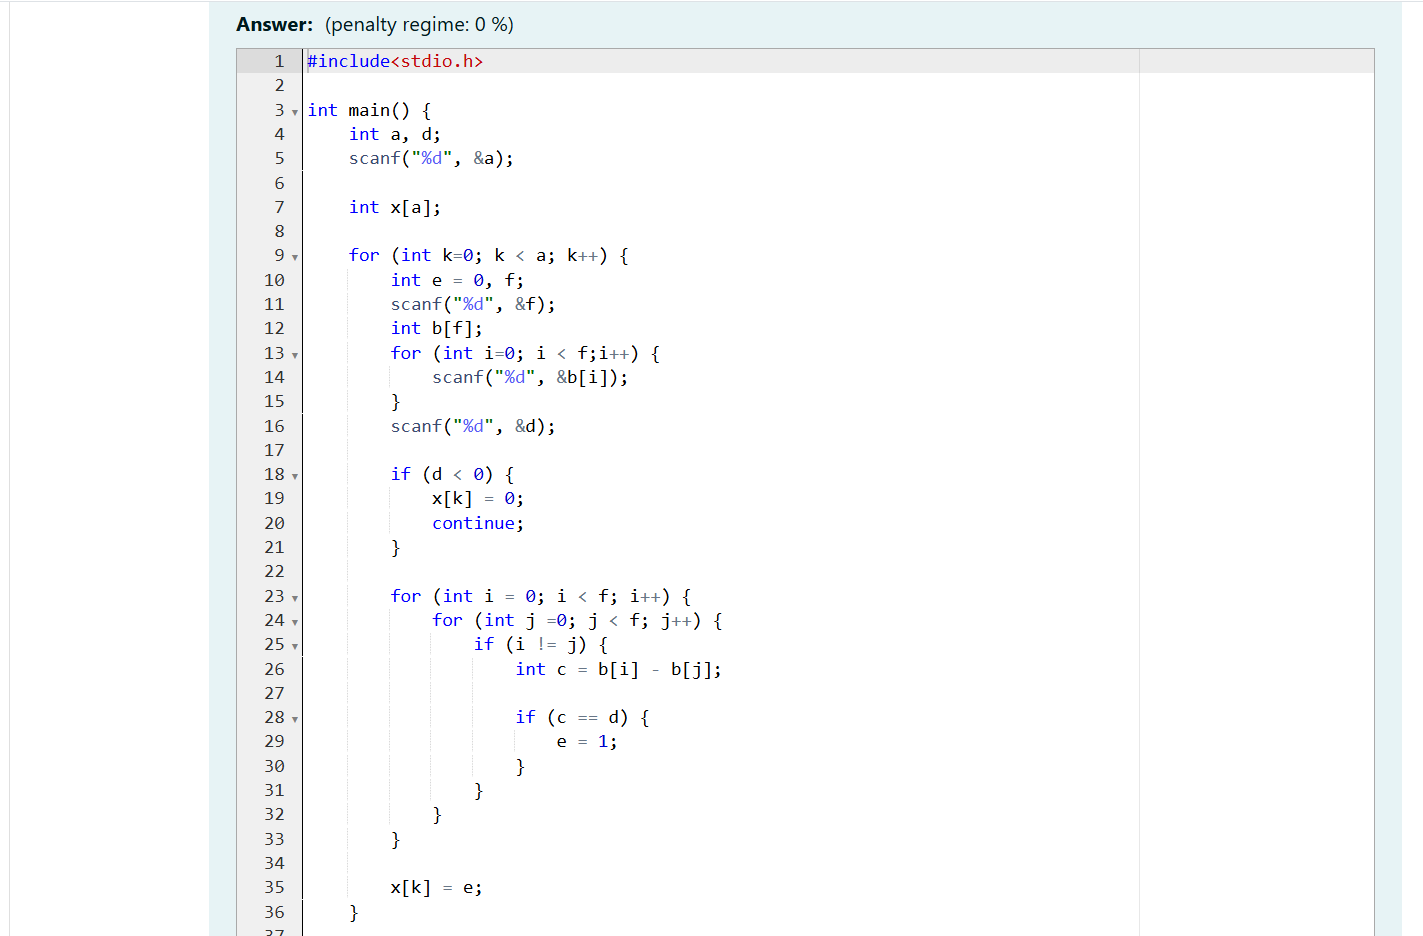 Answer: (penalty regime: 0 %)
1 #include<stdio.h>
2
3 int main() {
4     int a, d;
5     scanf("%d", &a);
6
7     int x[a];
8
9     for (int k=0; k < a; k++) {
10         int e = 0, f;
11         scanf("%d", &f);
12         int b[f];
13         for (int i=0; i < f;i++) {
14             scanf("%d", &b[i]);
15         }
16         scanf("%d", &d);
17
18         if (d < 0) {
19             x[k] = 0;
20             continue;
21         }
22
23         for (int i = 0; i < f; i++) {
24             for (int j =0; j < f; j++) {
25                 if (i != j) {
26                     int c = b[i] - b[j];
27
28                     if (c == d) {
29                         e = 1;
30                     }
31                 }
32             }
33         }
34
35         x[k] = e;
36     }
37